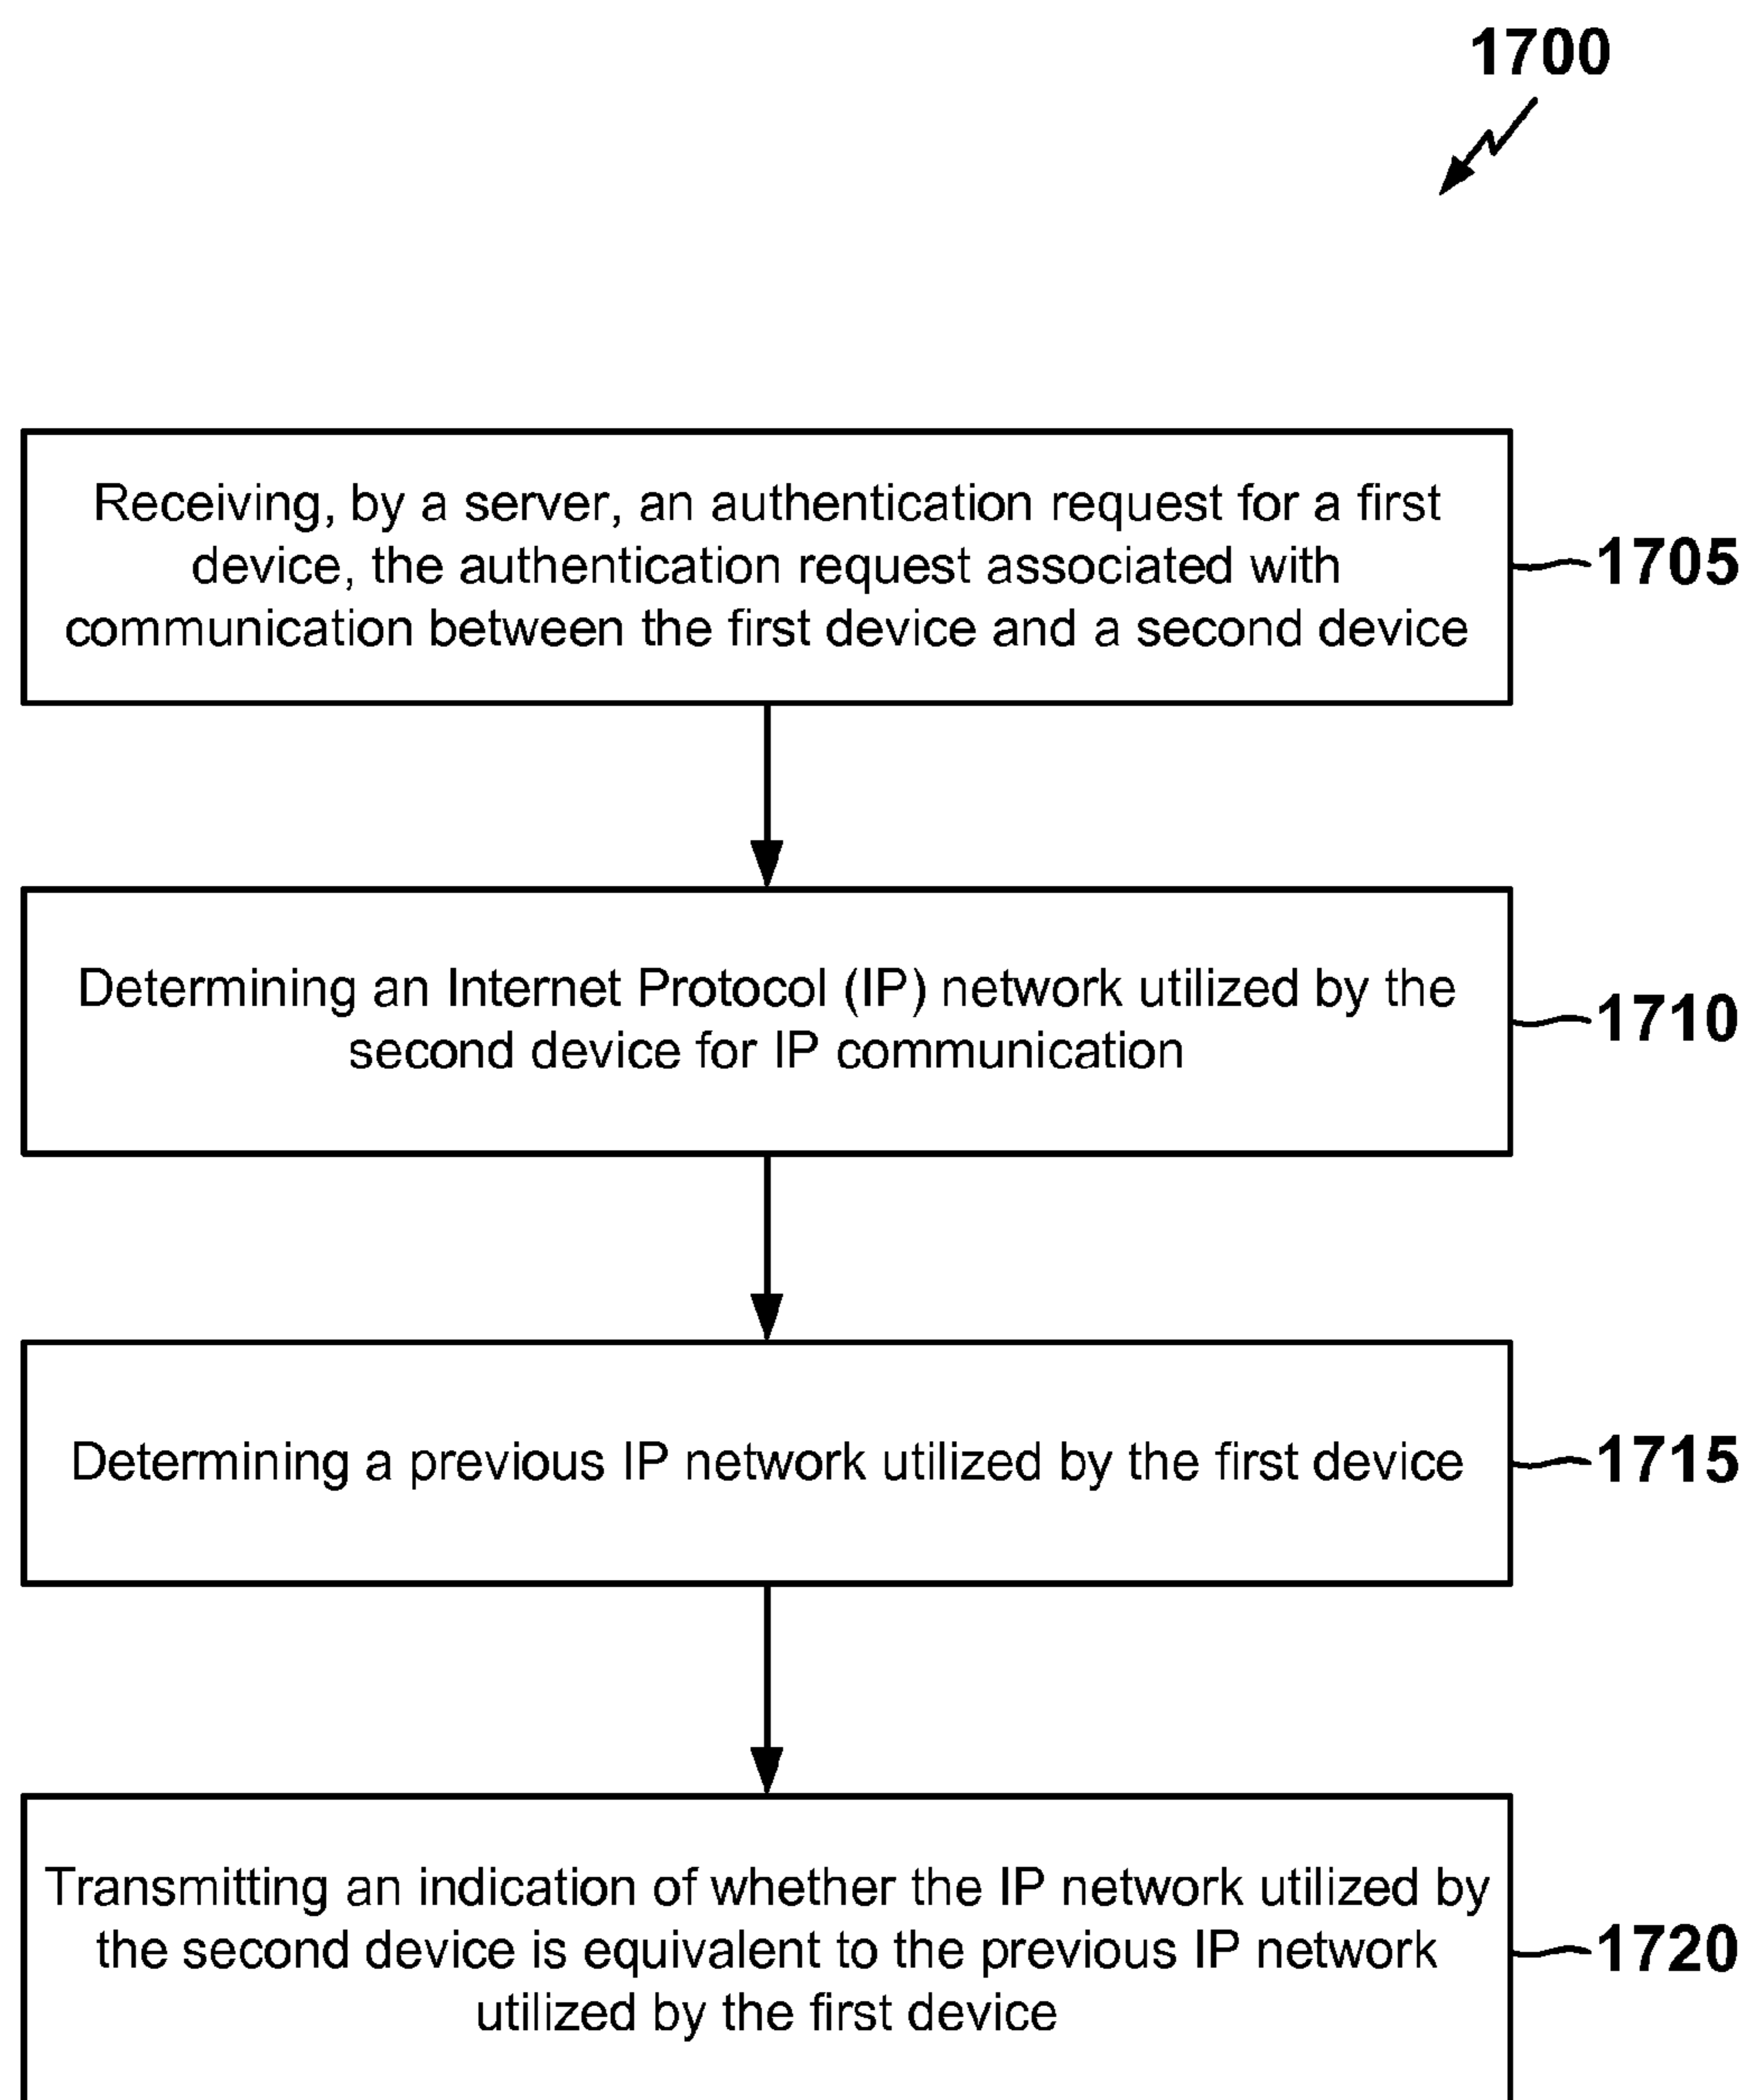 1700
Receiving, by a server, an authentication request for a first
device, the authentication request associated with
communication between the first device and a second device
1705
Determining an Internet Protocol (IP) network utilized by the
second device for IP communication
1710
Determining a previous IP network utilized by the first device
1715
Transmitting an indication of whether the IP network utilized by
the second device is equivalent to the previous IP network
utilized by the first device
1720